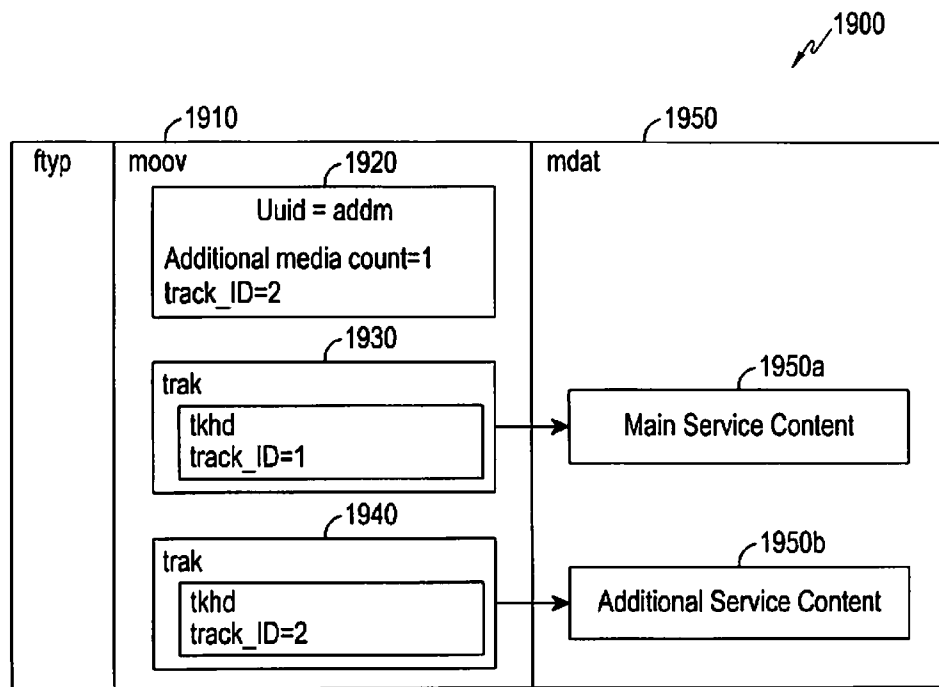 1900
1910
1950
ftyp
moov
mdat
1920
Uuid = addm
Additional media count=1
track_ID=2
1930
trak
tkhd
track_ID=1
1950a
Main Service Content
1940
trak
tkhd
track_ID=2
1950b
Additional Service Content